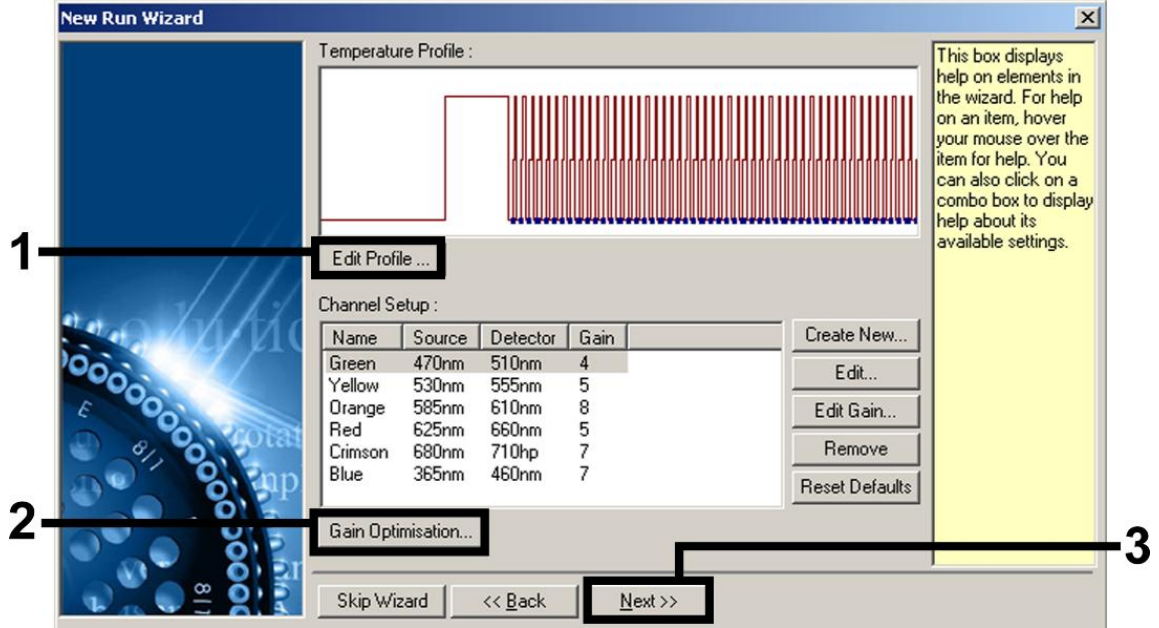 New Run Wizard
Temperature Profile :
This box displays
help on elements in
the wizard. For help
on an item, hover
your mouse over the
item for help. You
can also click on a
combo box to display
help about its
available settings.
1
Edit Profile ...
Channel Setup :
Name Source Detector Gain
Green 470nm 510nm 4
Yellow 530nm 555nm 5
Orange 585nm 610nm 8
Red 625nm 660nm 5
Crimson 680nm 710hp 7
Blue 365nm 460nm 7
Create New...
Edit...
Edit Gain...
Remove
Reset Defaults
2
Gain Optimisation...
3
Skip Wizard
<< Back
Next >>
E
8/1
8/1